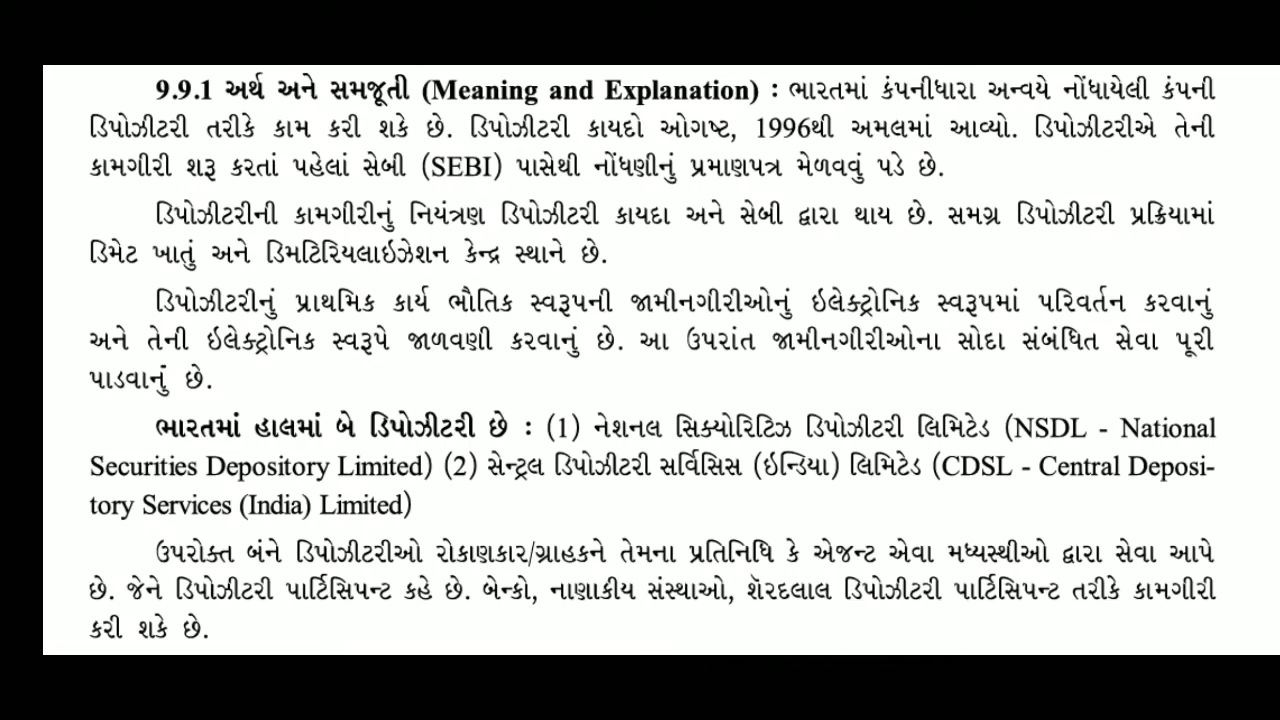 9.9.1 અર્થ અને સમજૂતી (Meaning and Explanation) : ભારતમાં કંપનીધારા અન્વયે નોંધાયેલી કંપની
ડિપોઝીટરી તરીકે કામ કરી શકે છે. ડિપોઝીટરી કાયદો ઓગષ્ટ, 1996થી અમલમાં આવ્યો. ડિપોઝીટરીએ તેની
કામગીરી શરૂ કરતાં પહેલાં સેબી (SEBI) પાસેથી નોંધણીનું પ્રમાણપત્ર મેળવવું પડે છે.
ડિપોઝીટરીની કામગીરીનું નિયંત્રણ ડિપોઝીટરી કાયદા અને સેબી દ્વારા થાય છે. સમગ્ર ડિપોઝીટરી પ્રક્રિયામાં
ડિમેટ ખાતું અને ડિમટિરિયલાઇઝેશન કેન્દ્ર સ્થાને છે.
ડિપોઝીટરીનું પ્રાથમિક કાર્ય ભૌતિક સ્વરૂપની જામીનગીરીઓનું ઇલેક્ટ્રોનિક સ્વરૂપમાં પરિવર્તન કરવાનું
અને તેની ઇલેક્ટ્રોનિક સ્વરૂપે જાળવણી કરવાનું છે. આ ઉપરાંત જામીનગીરીઓના સોદા સંબંધિત સેવા પૂરી
પાડવાનું છે.
ભારતમાં હાલમાં બે ડિપોઝીટરી છે : (1) નેશનલ સિક્યોરિટિઝ ડિપોઝીટરી લિમિટેડ (NSDL - National
Securities Depository Limited) (2) સેન્ટ્રલ ડિપોઝીટરી સર્વિસિસ (ઇન્ડિયા) લિમિટેડ (CDSL - Central Deposi-
tory Services (India) Limited)
ઉપરોક્ત બંને ડિપોઝીટરીઓ રોકાણકાર/ગ્રાહકને તેમના પ્રતિનિધિ કે એજન્ટ એવા મધ્યસ્થીઓ દ્વારા સેવા આપે
છે. જેને ડિપોઝીટરી પાર્ટિસિપન્ટ કહે છે. બેન્કો, નાણાકીય સંસ્થાઓ, શૅરદલાલ ડિપોઝીટરી પાર્ટિસિપન્ટ તરીકે કામગીરી
કરી શકે છે.